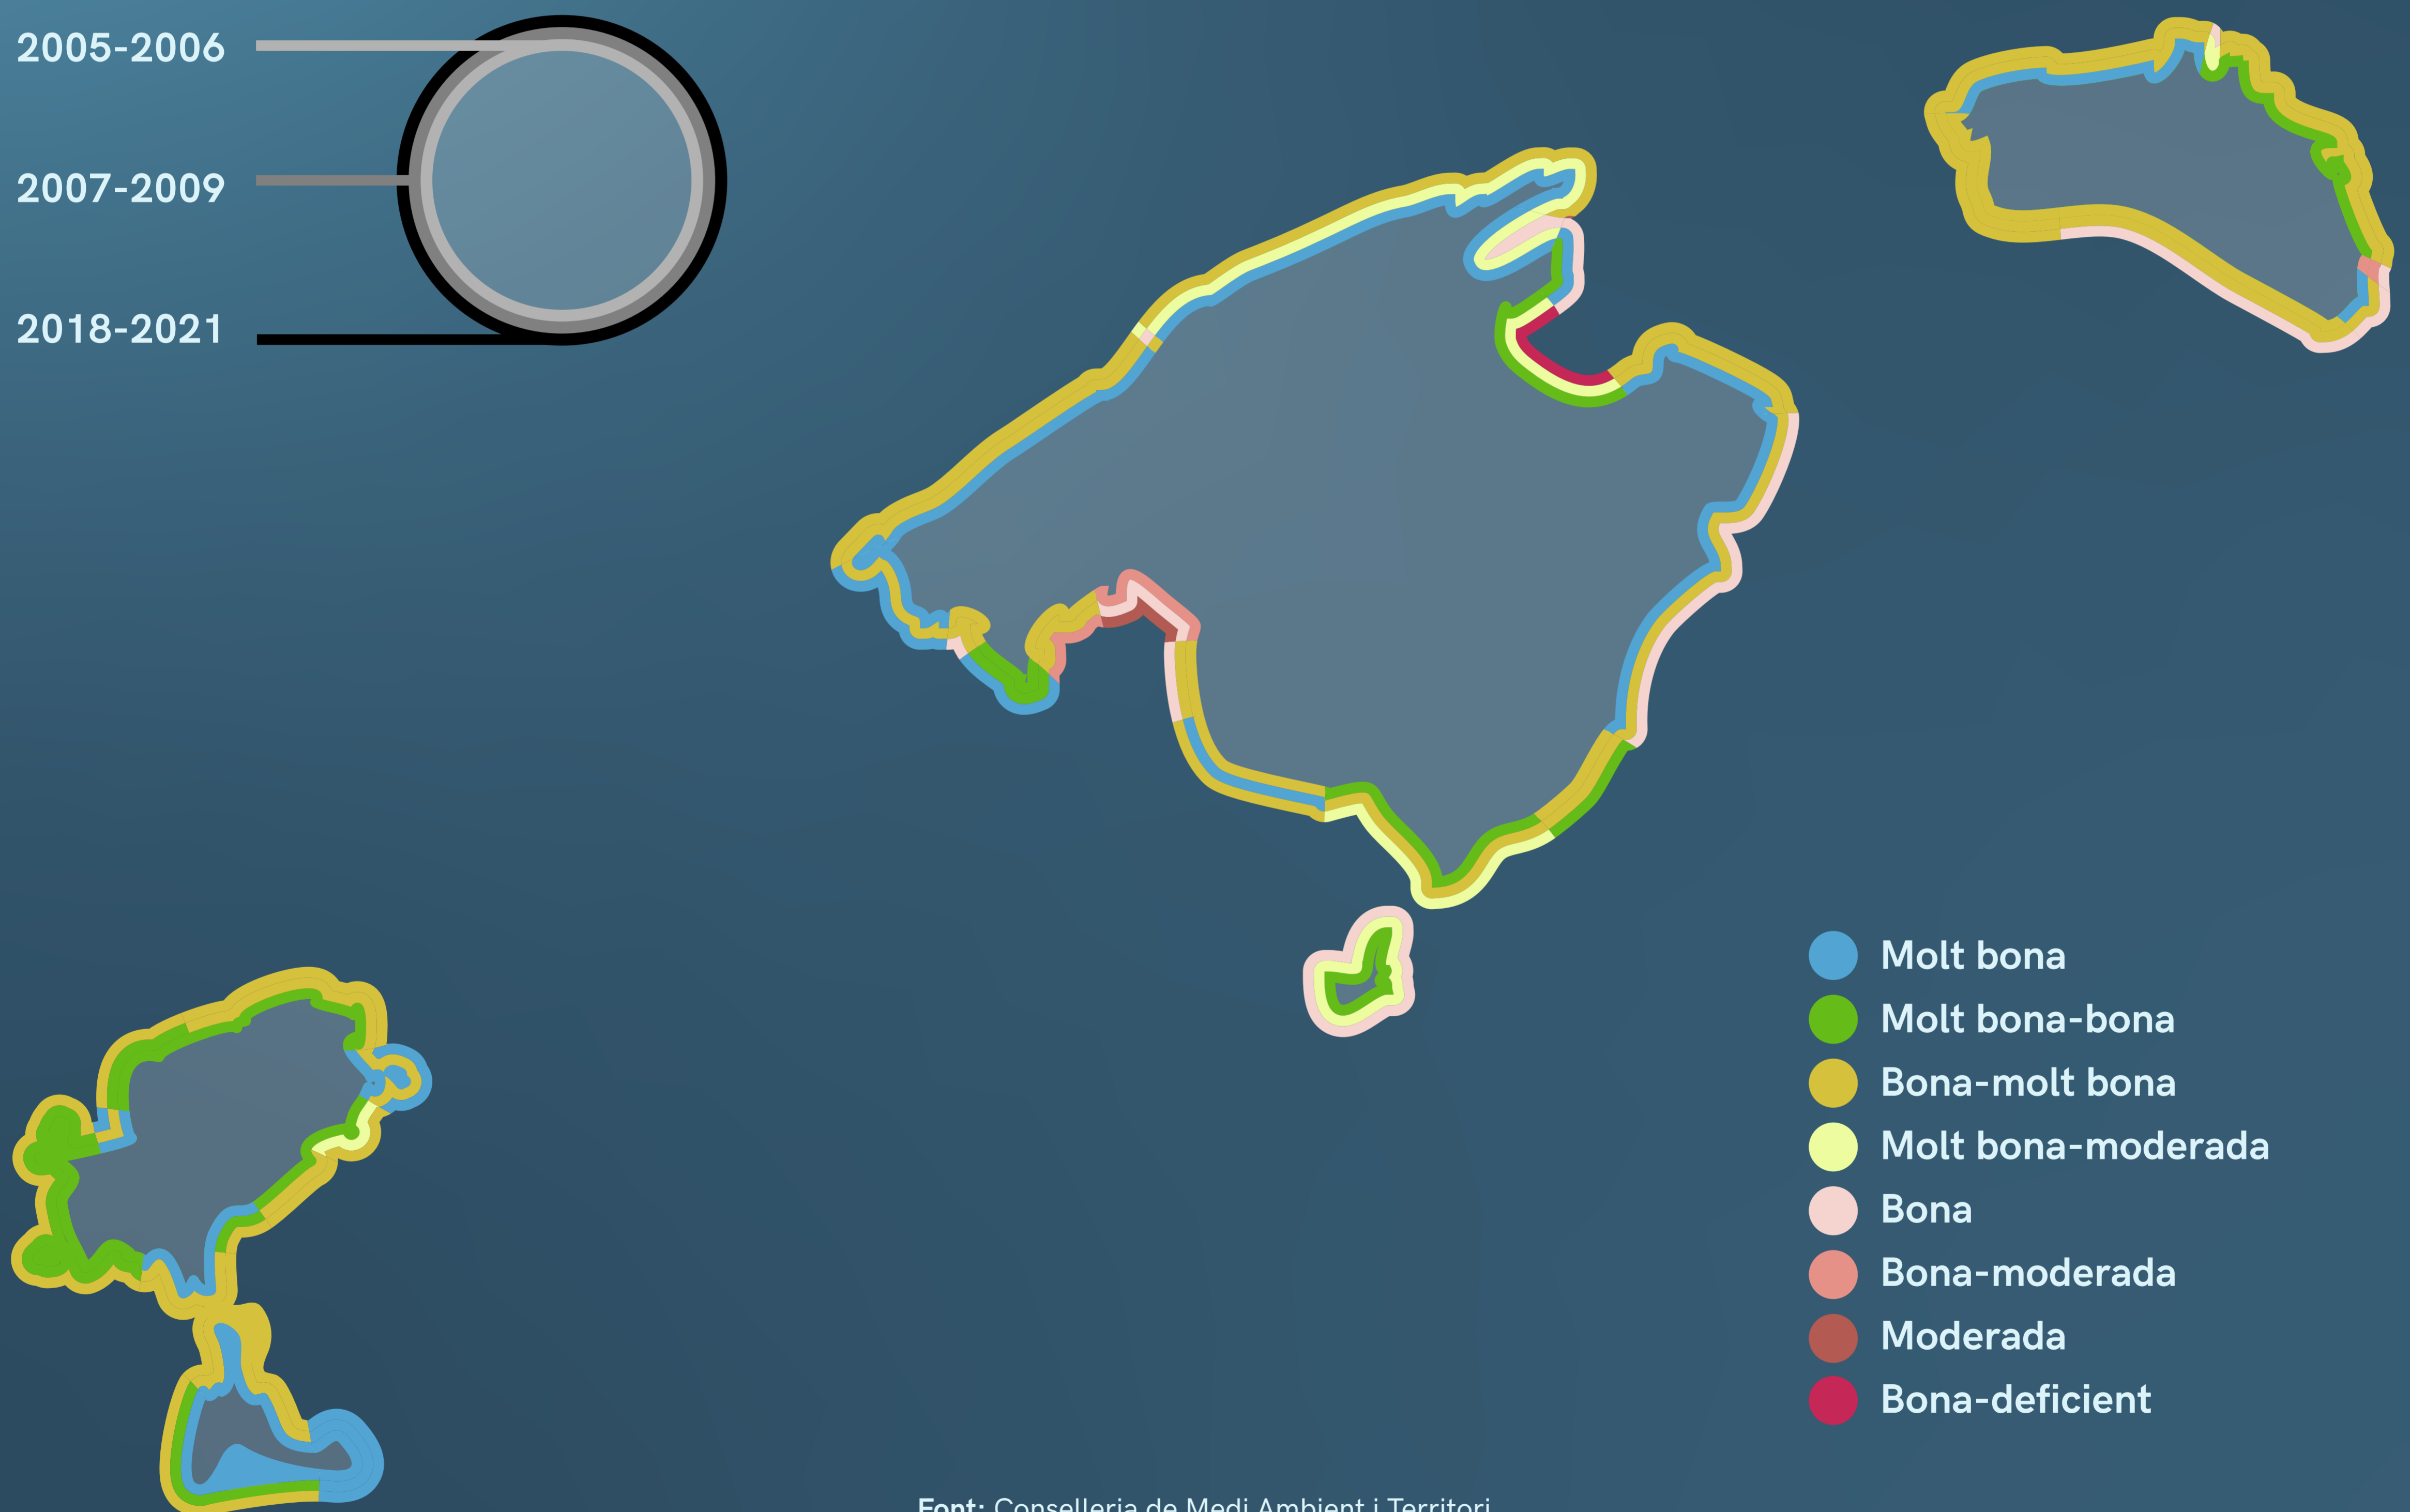 2005-2006
2007-2009
2018-2021
Molt bona
Molt bona-bona
Bona-molt bona
Molt bona-moderada
Bona
Bona-moderada
Moderada
Bona-deficient
Font: Conselleria de Medi Ambient i Territori